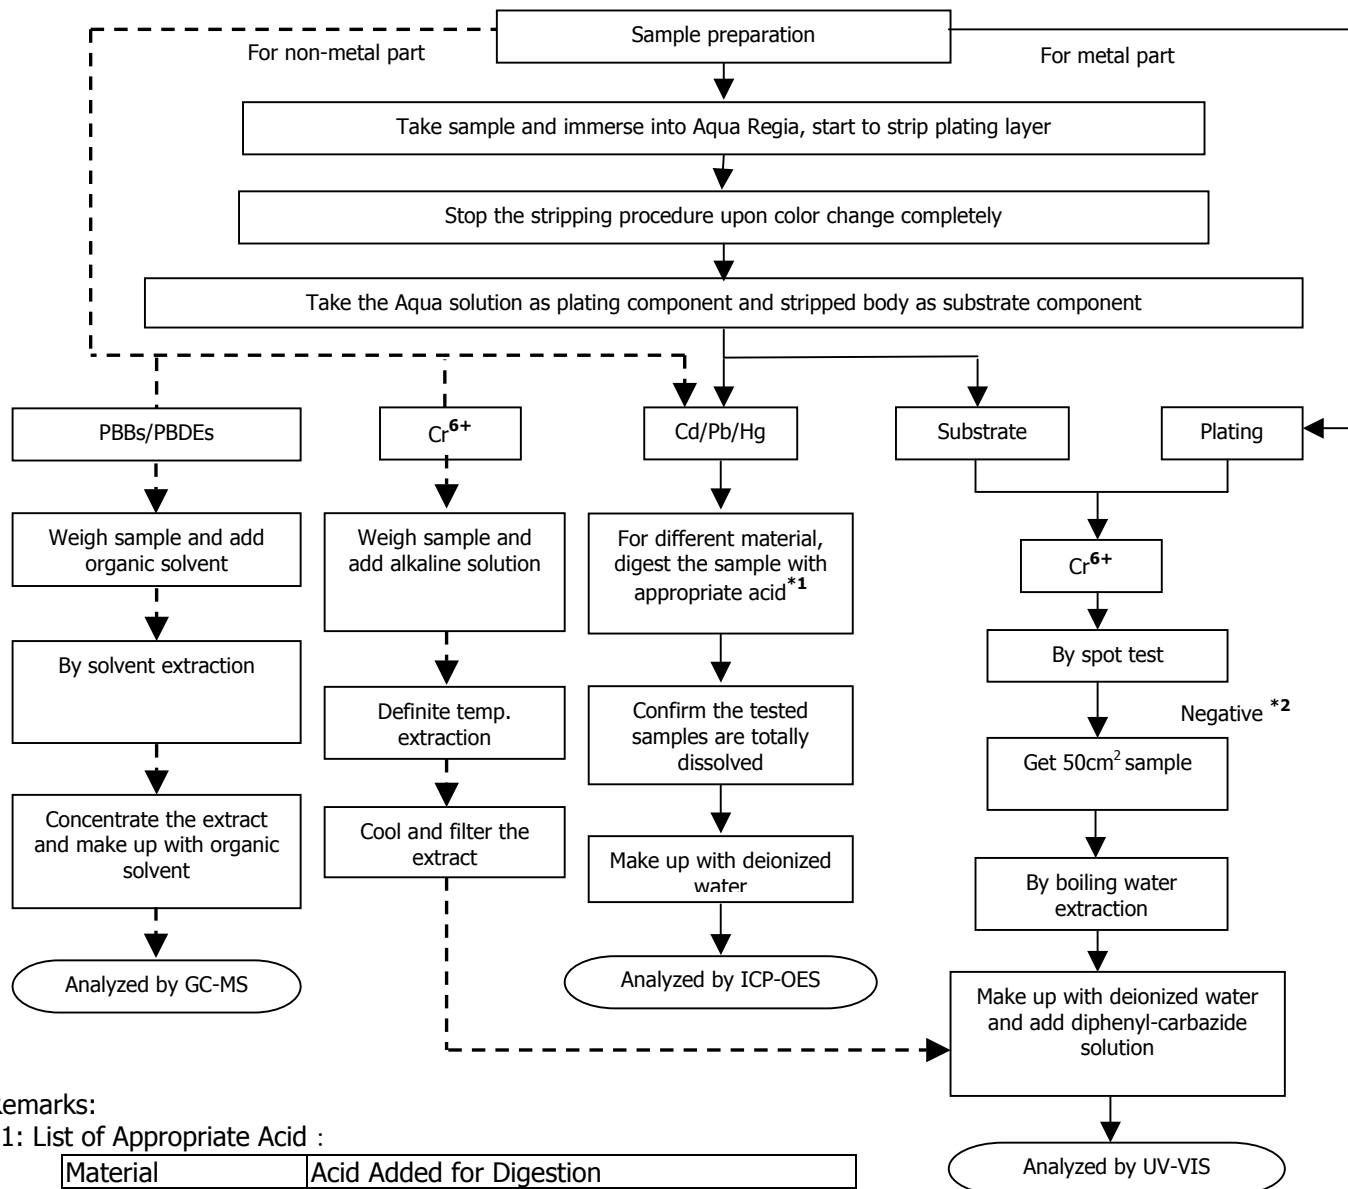 Sample preparation
For non-metal part
For metal part
Take sample and immerse into Aqua Regia, start to strip plating layer
Stop the stripping procedure upon color change completely
Take the Aqua solution as plating component and stripped body as substrate component
PBBs/PBDEs
Cr6+
Cd/Pb/Hg
Substrate
Plating
Weigh sample and add
organic solvent
Weigh sample and
add alkaline solution
For different material,
digest the sample with
appropriate acid*1
Cr6+
By solvent extraction
Definite temp.
extraction
Confirm the tested
samples are totally
dissolved
By spot test
Negative *2
Get 50cm2 sample
Concentrate the extract
and make up with organic
solvent
Cool and filter the
extract
Make up with deionized
water
By boiling water
extraction
Analyzed by GC-MS
Analyzed by ICP-OES
Make up with deionized water
and add diphenyl-carbazide
solution
Analyzed by UV-VIS
Remarks:
1: List of Appropriate Acid :
Material
Acid Added for Digestion